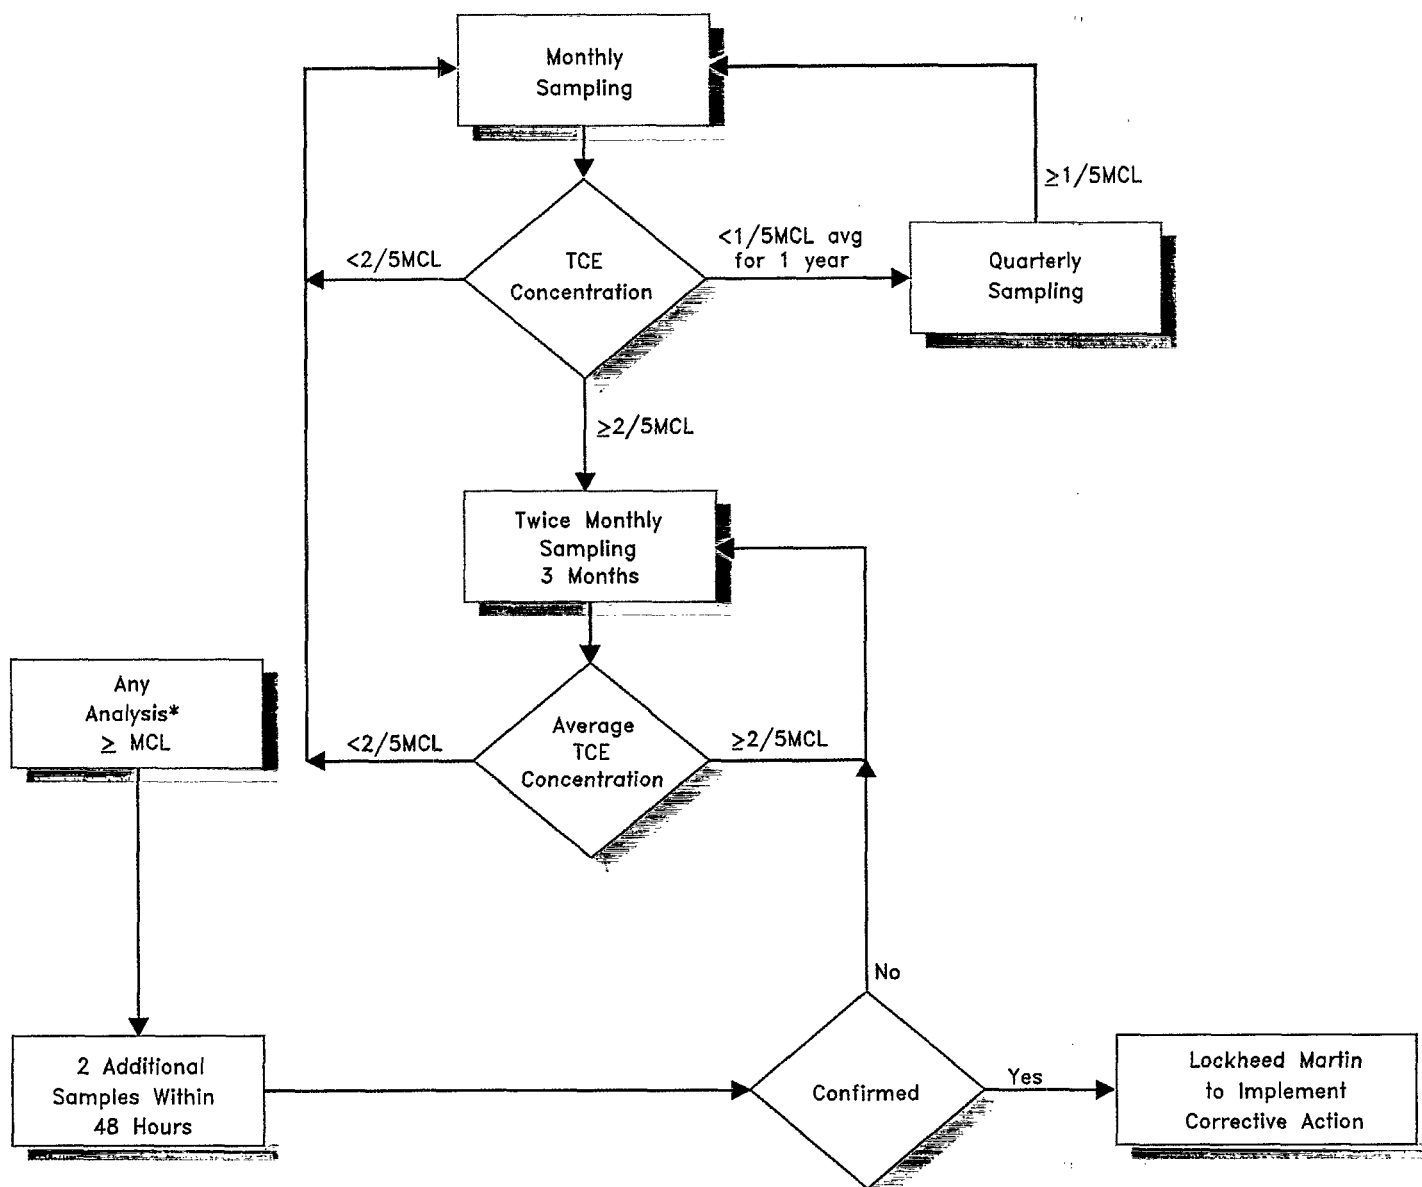 Monthly
Sampling
≥1/5MCL
<2/5MCL
TCE
Concentration
<1/5MCL avg
for 1 year
Quarterly
Sampling
≥2/5MCL
Twice Monthly
Sampling
3 Months
Any
Analysis*
≥ MCL
<2/5MCL
Average
TCE
Concentration
≥2/5MCL
No
2 Additional
Samples Within
48 Hours
Confirmed
Yes
Lockheed Martin
to Implement
Corrective Action